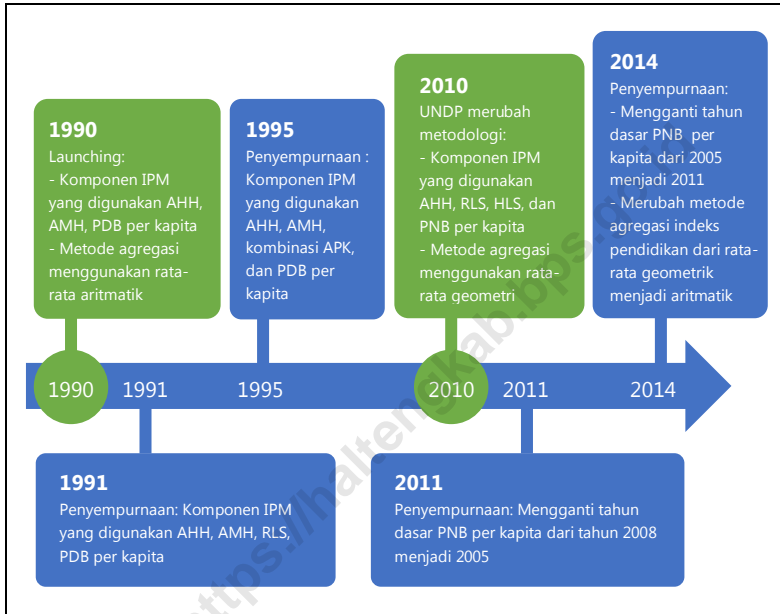 1990
Launching:
- Komponen IPM
yang digunakan AHH,
AMH, PDB per kapita
- Metode agregasi
menggunakan rata-
rata aritmatik
1995
Penyempurnaan :
Komponen IPM
yang digunakan
AHH, AMH,
kombinasi APK,
dan PDB per
kapita
2010
UNDP merubah
metodologi:
- Komponen IPM
yang digunakan
AHH, RLS, HLS, dan
PNB per kapita
- Metode agregasi
menggunakan rata-
rata geometri
2014
Penyempurnaan:
- Mengganti tahun
dasar PNB per
kapita dari 2005
menjadi 2011
- Merubah metode
agregasi indeks
pendidikan dari rata-
rata geometrik
menjadi aritmatik
1990 1991 1995 2010 2011 2014
1991
Penyempurnaan: Komponen IPM
yang digunakan AHH, AMH, RLS,
PDB per kapita
2011
Penyempurnaan: Mengganti tahun
dasar PNB per kapita dari tahun 2008
menjadi 2005
https://haltengkab.bps.go.id